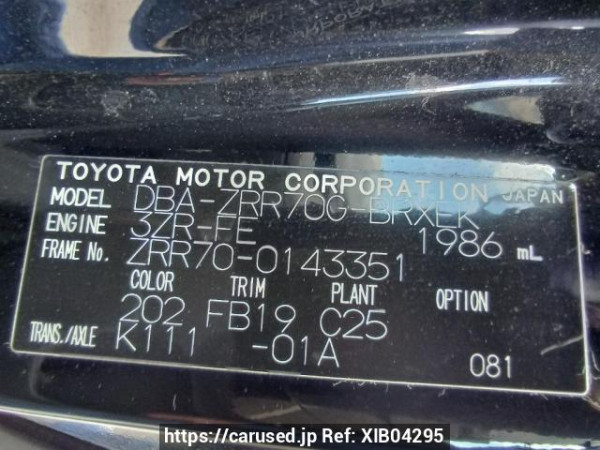 TOYOTA MOTOR CORPORATION JAPAN
MODEL DBA-ZRR70G-BRXEK
ENGINE 3ZR-FE 1986 mL
FRAME No. ZRR70-0143351
COLOR TRIM PLANT OPTION
202 FB19 C25
TRANS./AXLE K111 -01A 081
https://carused.jp Ref: XIB04295